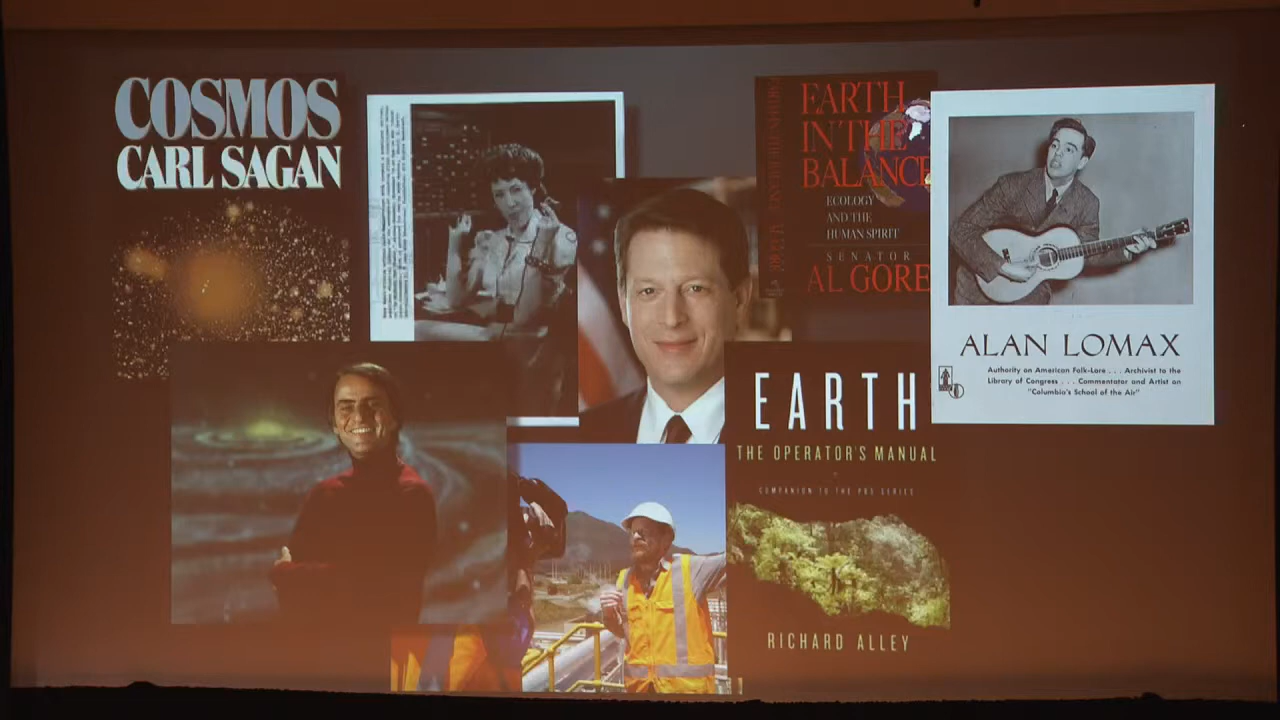 COSMOS
CARL SAGAN
EARTH
IN THE
BALANCE
ECOLOGY
AND THE
HUMAN SPIRIT
SENATOR
AL GORE
ALAN LOMAX
Authority on American Folk-Lore . . . Archivist to the
Library of Congress . . . Commentator and Artist on
"Columbia's School of the Air"
EARTH
THE OPERATOR'S MANUAL
COMPANION TO THE PBS SERIES
RICHARD ALLEY